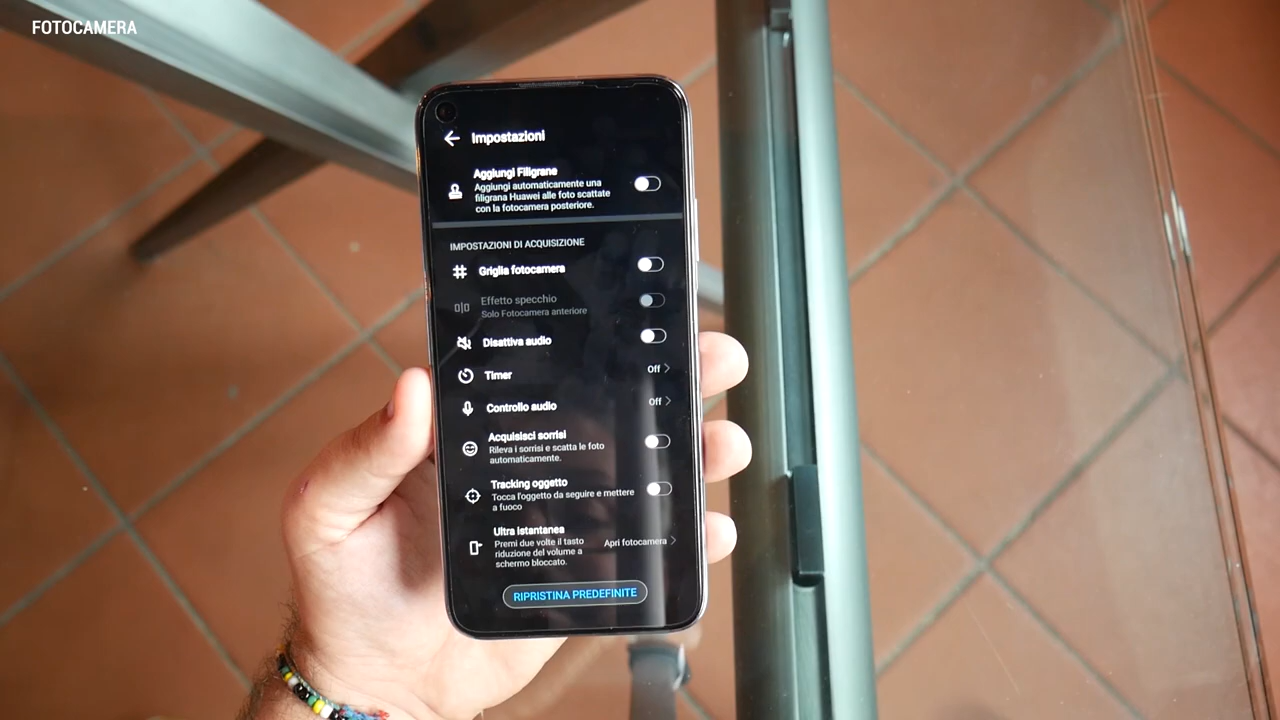 FOTOCAMERA
Impostazioni
Aggiungi Filigrane
Aggiungi automaticamente una
filigrana Huawei alle foto scattate
con la fotocamera posteriore.
IMPOSTAZIONI DI ACQUISIZIONE
Griglia fotocamera
Effetto specchio
Solo Fotocamera anteriore
Disattiva audio
Timer
Off
Controllo audio
Off
Acquisisci sorrisi
Rileva i sorrisi e scatta le foto
automaticamente.
Tracking oggetto
Tocca l'oggetto da seguire e mettere
a fuoco
Ultra istantanea
Premi due volte il tasto
riduzione del volume a
schermo bloccato.
Apri fotocamera
RIPRISTINA PREDEFINITE